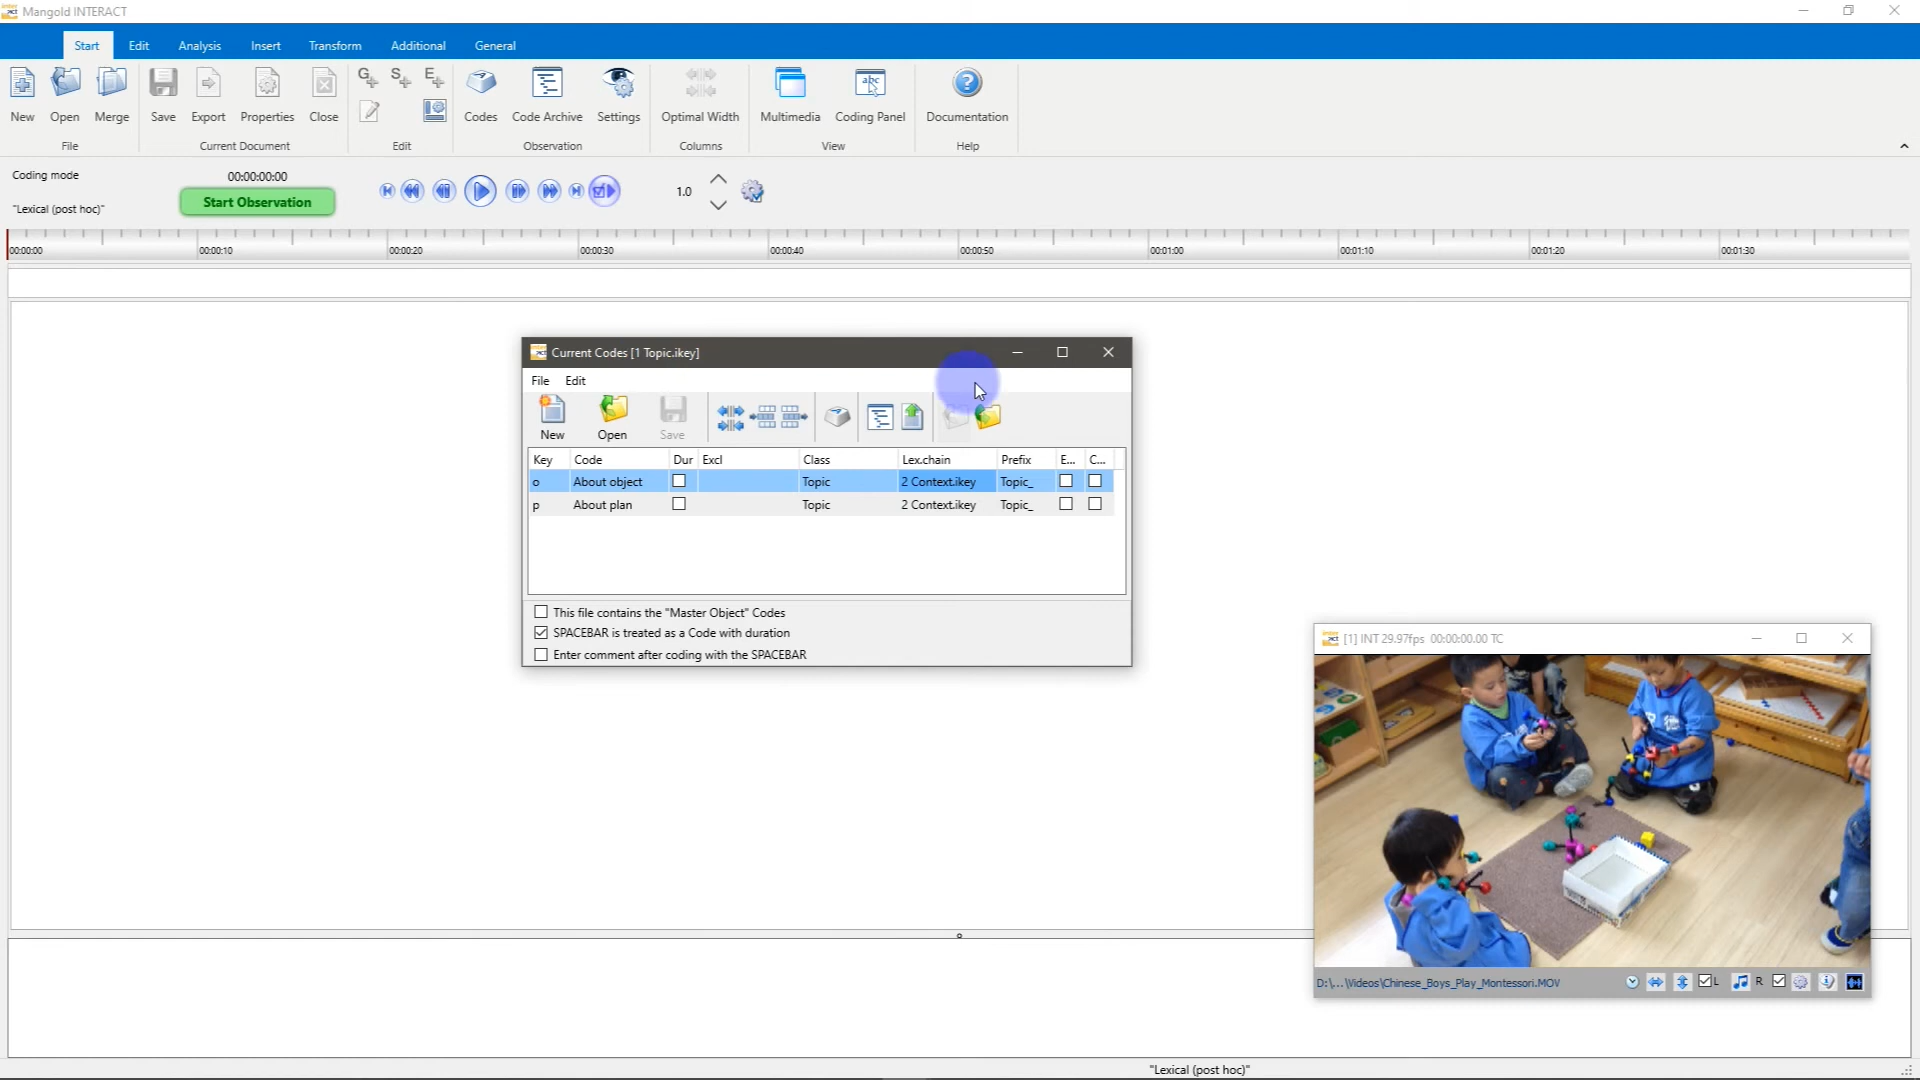 Mangold INTERACT
Start Edit Analysis Insert Transform Additional General
G S E
abc
New Open Merge Save Export Properties Close Codes Code Archive Settings Optimal Width Multimedia Coding Panel Documentation
File Current Document Edit Observation Columns View Help
Coding mode
00:00:00:00
"Lexical (post hoc)"
Start Observation
1.0
00:00:00 00:00:10 00:00:20 00:00:30 00:00:40 00:00:50 00:01:00 00:01:10 00:01:20 00:01:30
Current Codes [1 Topic.ikey]
File Edit
New Open Save
Key Code Dur Excl Class Lex.chain Prefix E... C...
o About object Topic 2 Context.ikey Topic_
p About plan Topic 2 Context.ikey Topic_
This file contains the "Master Object" Codes
SPACEBAR is treated as a Code with duration
Enter comment after coding with the SPACEBAR
[1] INT 29.97fps 00:00:00.00 TC
D:\...\Videos\Chinese_Boys_Play_Montessori.MOV L R
"Lexical (post hoc)"